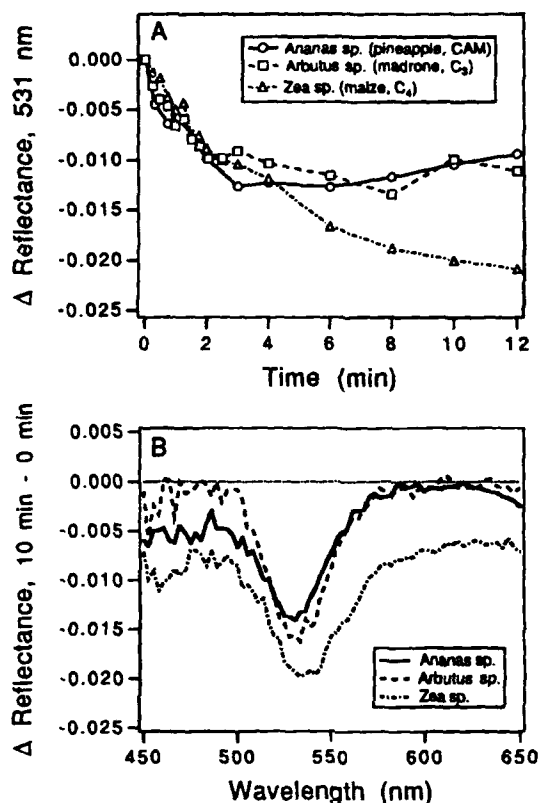 A
Ananas sp. (pineapple, CAM)
Arbutus sp. (madrone, C₃)
Zea sp. (maize, C₄)
0.000
-0.005
-0.010
-0.015
-0.020
-0.025
Δ Reflectance, 531 nm
0 2 4 6 8 10 12
Time (min)
B
0.005
0.000
-0.005
-0.010
-0.015
-0.020
-0.025
Δ Reflectance, 10 min - 0 min
Ananas sp.
Arbutus sp.
Zea sp.
450 500 550 600 650
Wavelength (nm)